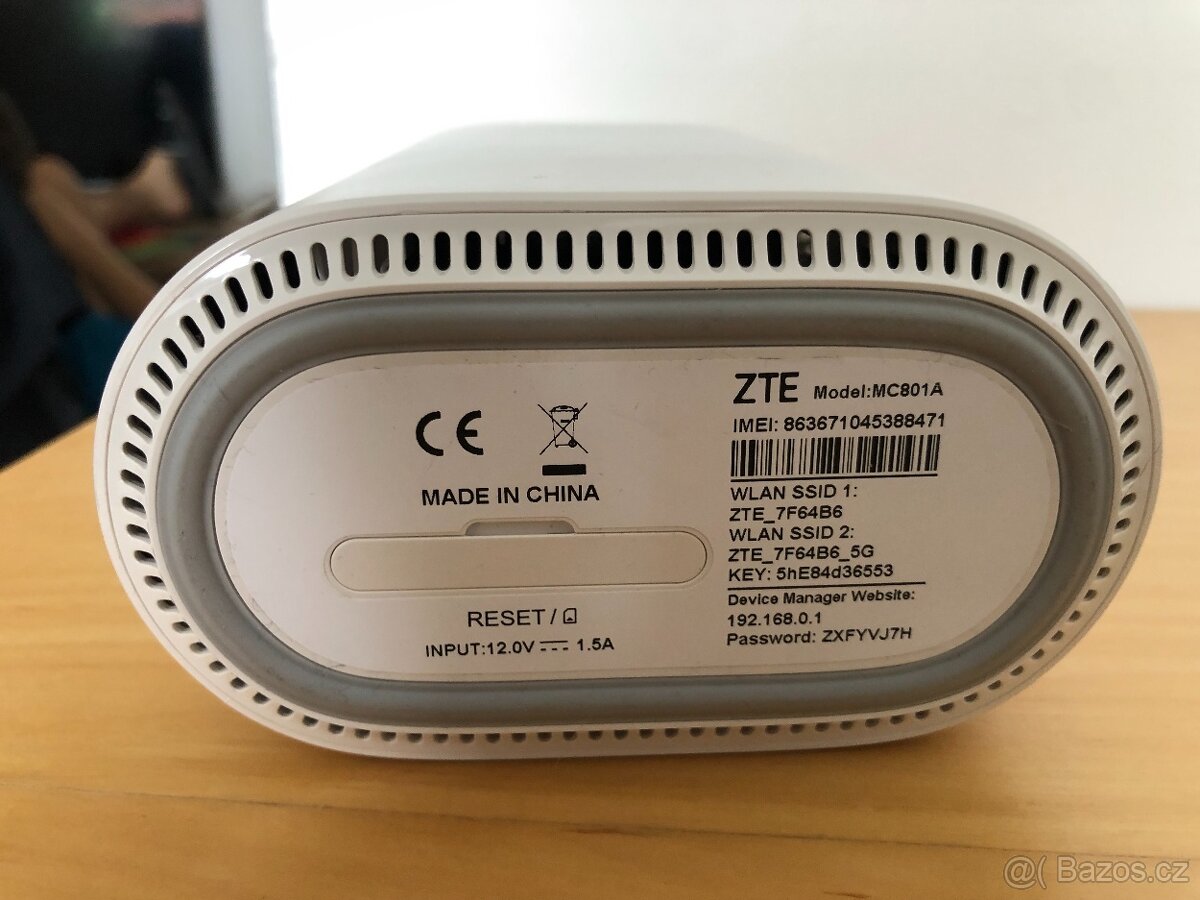 CE
MADE IN CHINA
RESET /
INPUT:12.0V 1.5A
ZTE Model:MC801A
IMEI: 863671045388471
WLAN SSID 1:
ZTE_7F64B6
WLAN SSID 2:
ZTE_7F64B6_5G
KEY: 5hE84d36553
Device Manager Website:
192.168.0.1
Password: ZXFYVJ7H
@( Bazos.cz